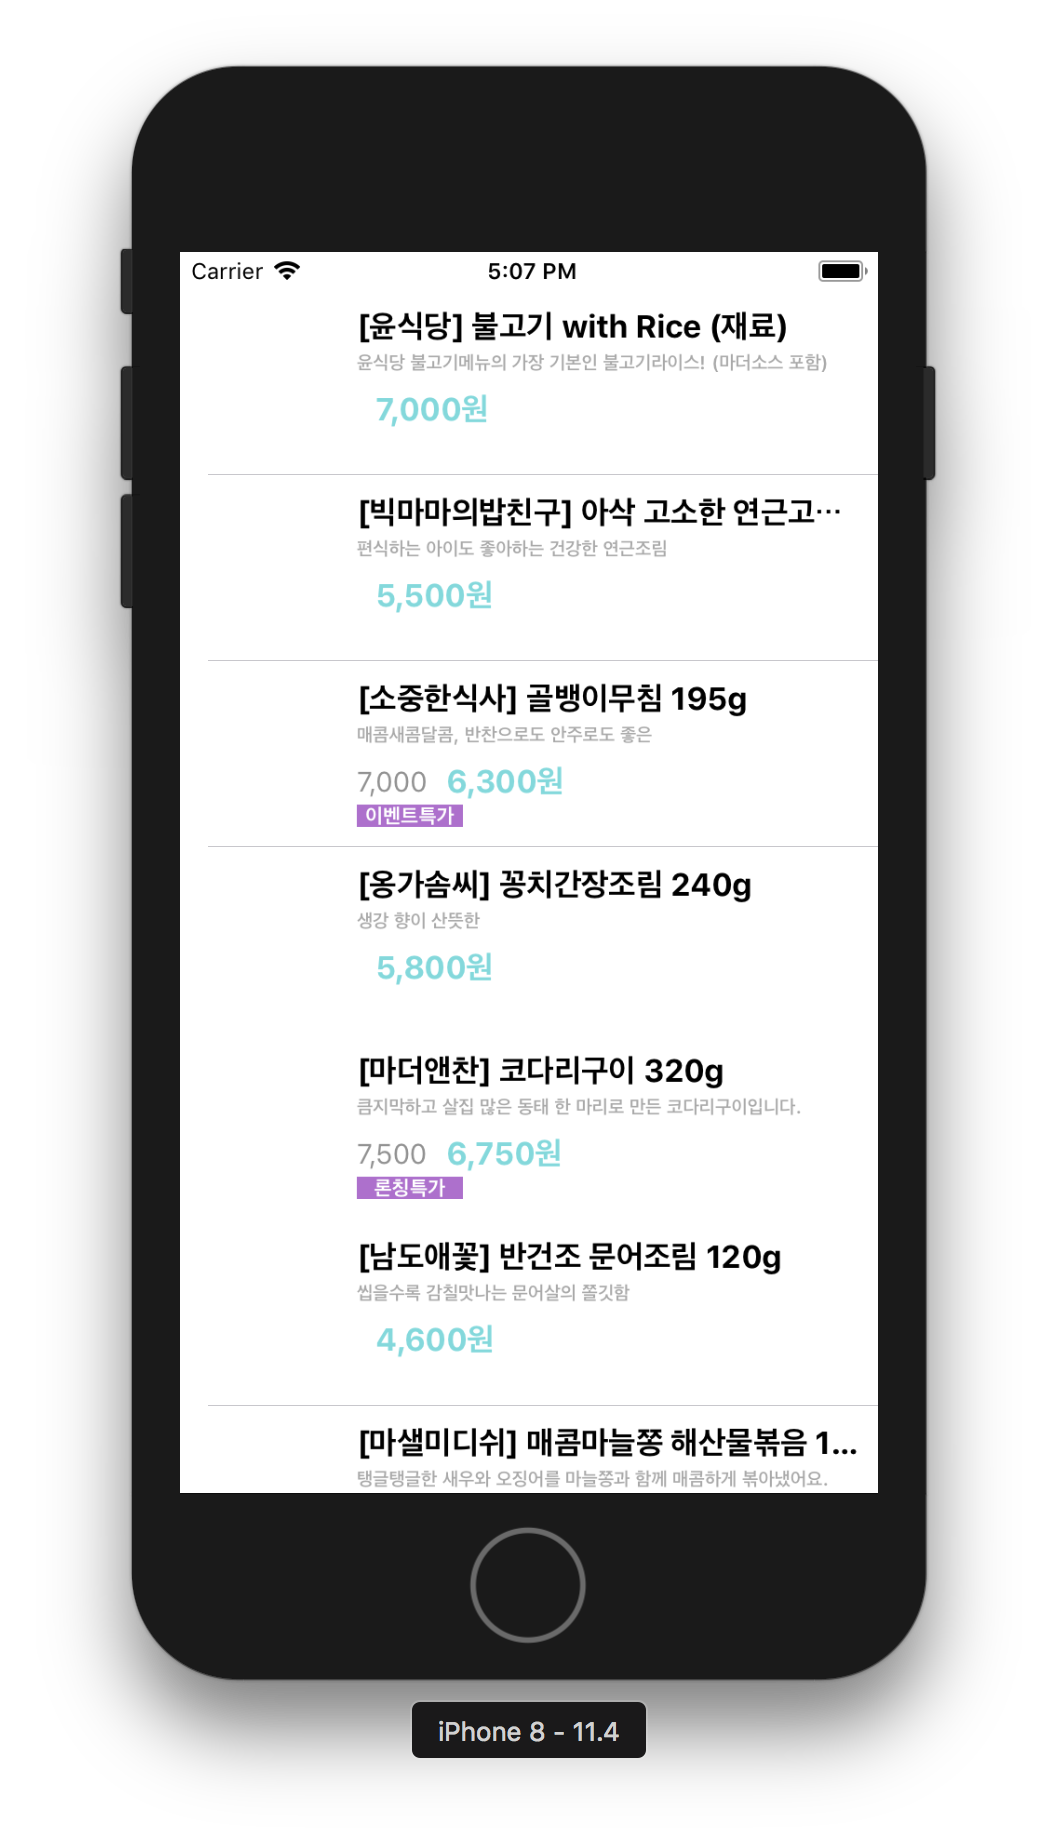 Carrier 5:07 PM
[윤식당] 불고기 with Rice (재료)
윤식당 불고기메뉴의 가장 기본인 불고기라이스! (마더소스 포함)
7,000원
[빅마마의밥친구] 아삭 고소한 연근고…
편식하는 아이도 좋아하는 건강한 연근조림
5,500원
[소중한식사] 골뱅이무침 195g
매콤새콤달콤, 반찬으로도 안주로도 좋은
7,000 6,300원
이벤트특가
[옹가솜씨] 꽁치간장조림 240g
생강 향이 산뜻한
5,800원
[마더앤찬] 코다리구이 320g
큼지막하고 살집 많은 동태 한 마리로 만든 코다리구이입니다.
7,500 6,750원
론칭특가
[남도애꽃] 반건조 문어조림 120g
씹을수록 감칠맛나는 문어살의 쫄깃함
4,600원
[마샐미디쉬] 매콤마늘쫑 해산물볶음 1...
탱글탱글한 새우와 오징어를 마늘쫑과 함께 매콤하게 볶아냈어요.
iPhone 8 - 11.4